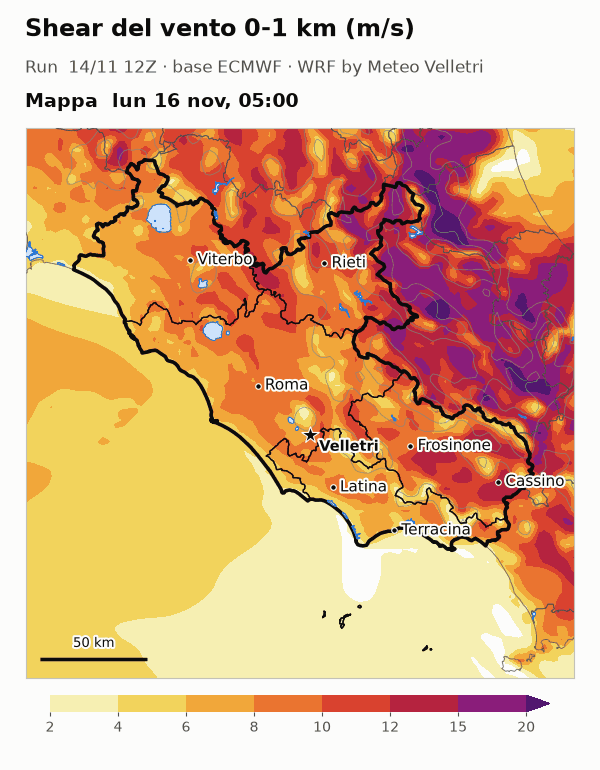 Shear del vento 0-1 km (m/s)
Run  14/11 12Z · base ECMWF · WRF by Meteo Velletri
Mappa  lun 16 nov, 05:00
Viterbo
Rieti
Roma
Velletri
Frosinone
Cassino
Latina
Terracina
50 km
2 4 6 8 10 12 15 20